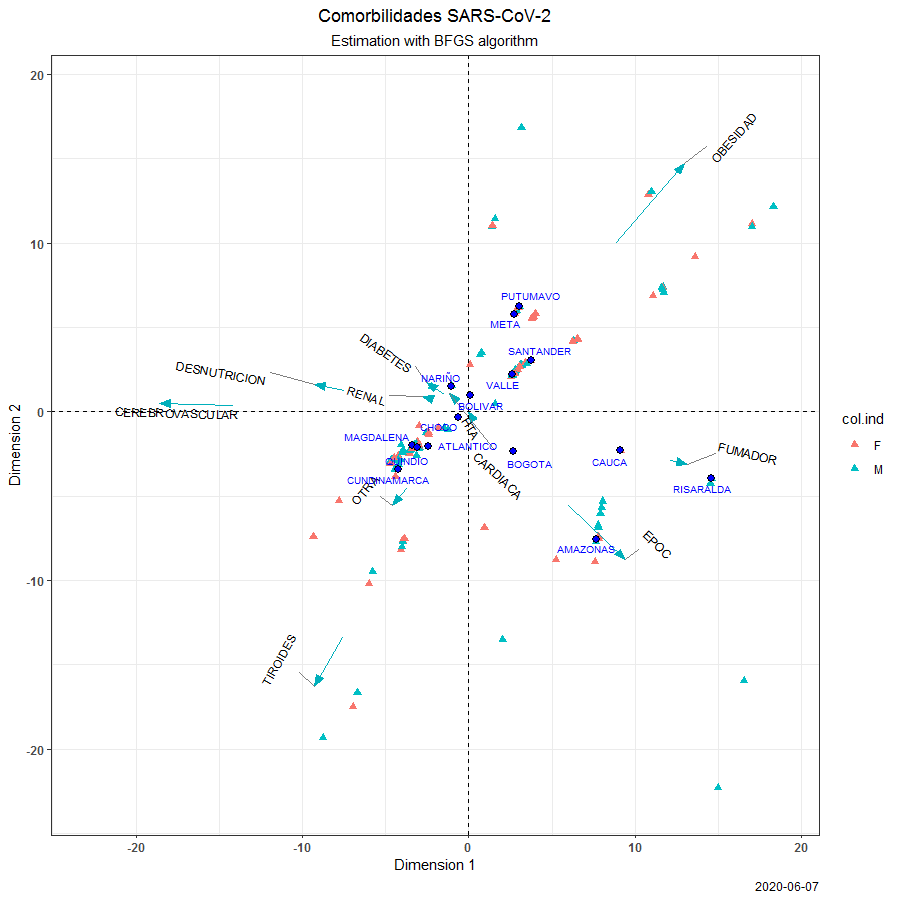 Comorbilidades SARS-CoV-2
Estimation with BFGS algorithm
20
10
0
-10
-20
Dimension 2
OBESIDAD
PUTUMAVO
META
SANTANDER
DIABETES
DESNUTRICION
NARIÑO
VALLE
RENAL
BOLIVAR
CEREBROVASCULAR
HTA
CHOCO
MAGDALENA
ATLANTICO
FUMADOR
QUINDIO
BOGOTA
CAUCA
CARDIACA
CUNDINAMARCA
OTRA
RISARALDA
EPOC
AMAZONAS
TIROIDES
col.ind
F
M
-20
-10
0
10
20
Dimension 1
2020-06-07